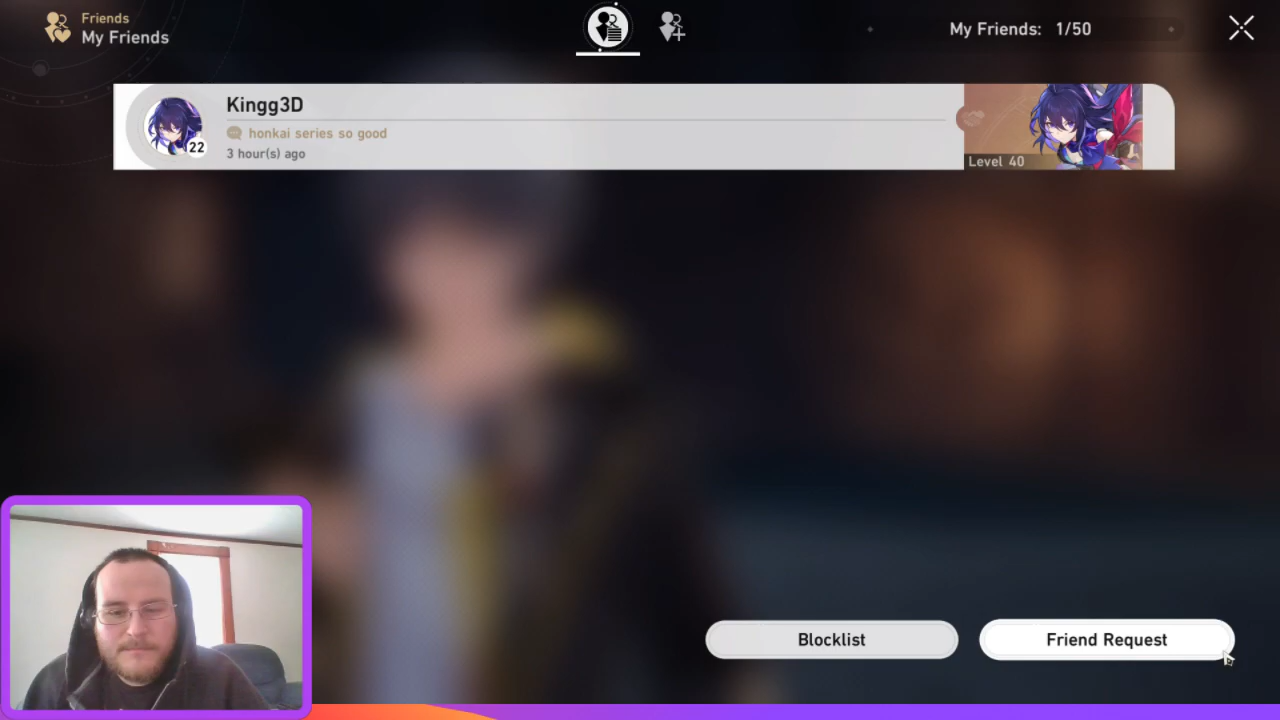 Friends
My Friends
My Friends: 1/50
Kingg3D
22
honkai series so good
3 hour(s) ago
Level 40
Blocklist
Friend Request